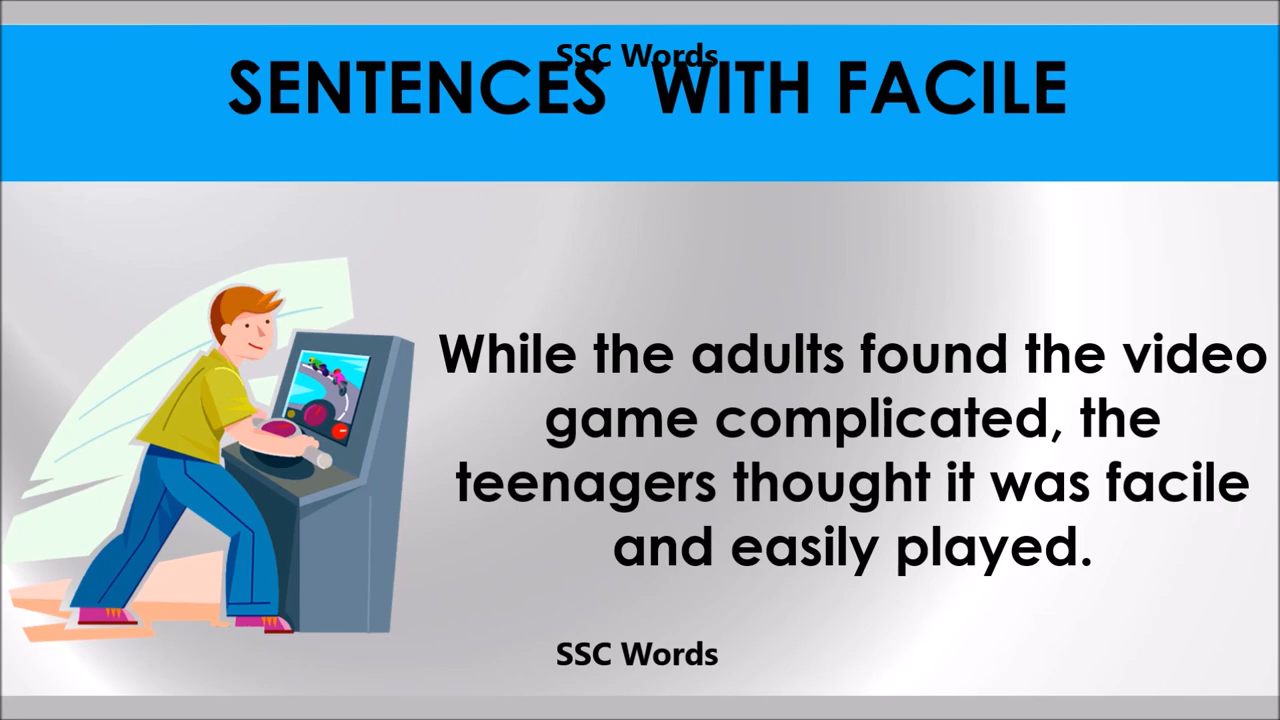 SSC Words
SENTENCES WITH FACILE
While the adults found the video
game complicated, the
teenagers thought it was facile
and easily played.
SSC Words